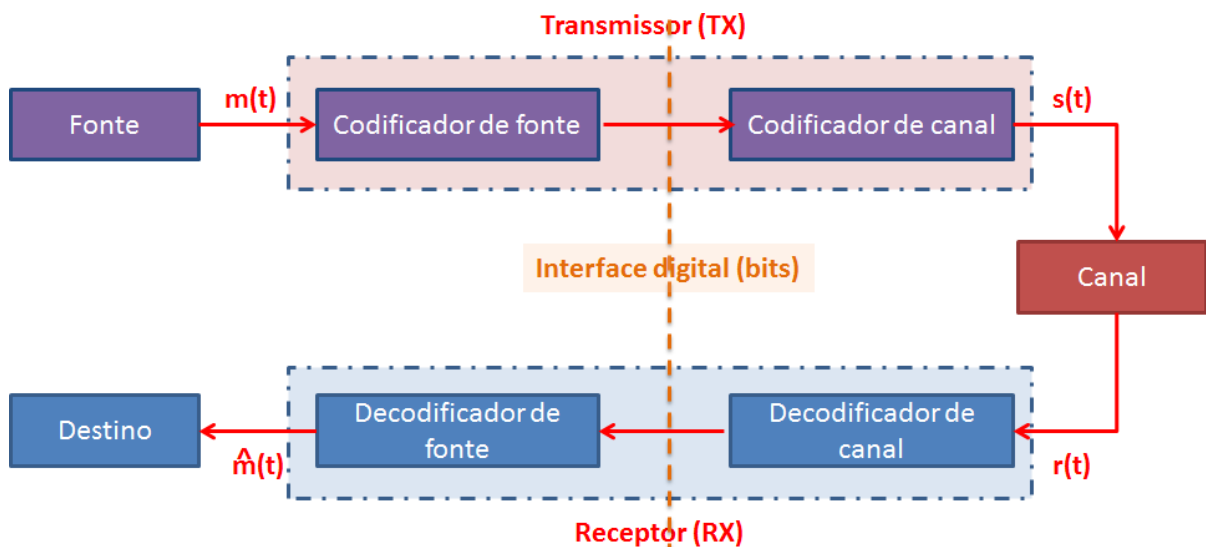 Transmissor (TX)
m(t)
s(t)
Fonte
Codificador de fonte
Codificador de canal
Interface digital (bits)
Canal
Destino
Decodificador de
fonte
Decodificador de
canal
m̂(t)
r(t)
Receptor (RX)